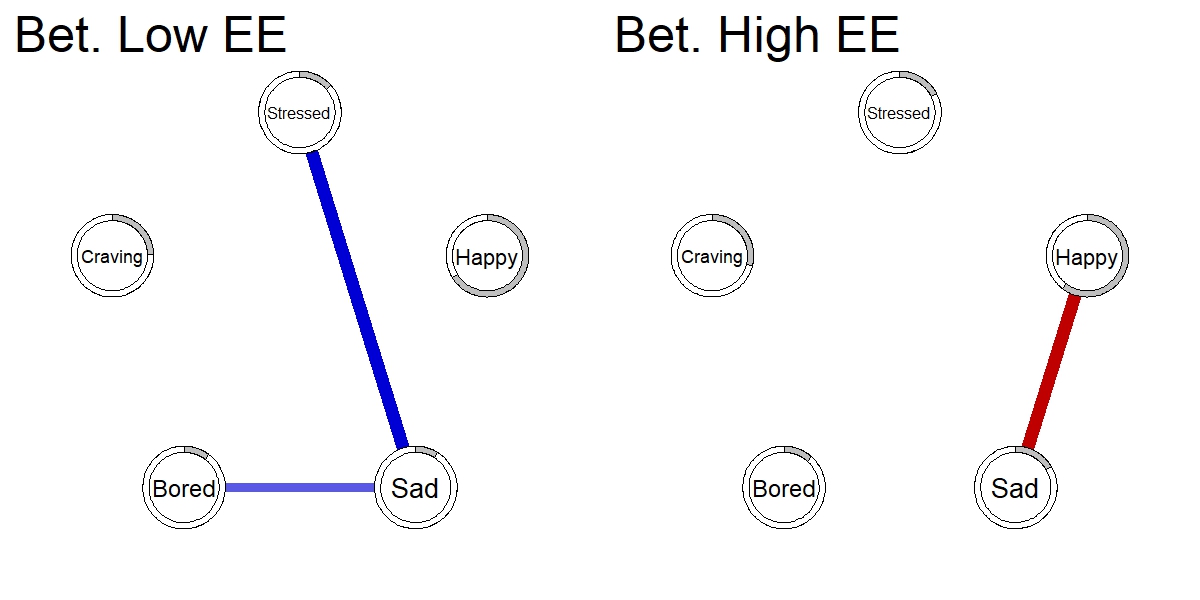 Bet. Low EE
Stressed
Craving
Happy
Bored
Sad
Bet. High EE
Stressed
Craving
Happy
Bored
Sad